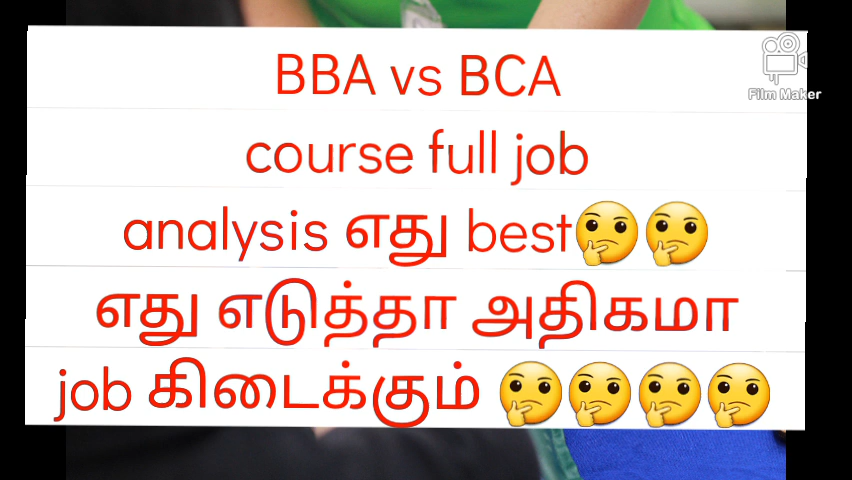 BBA vs BCA
Film Maker
course full job
analysis எது best🤔🤔
எது எடுத்தா அதிகமா
job கிடைக்கும் 🤔🤔🤔🤔